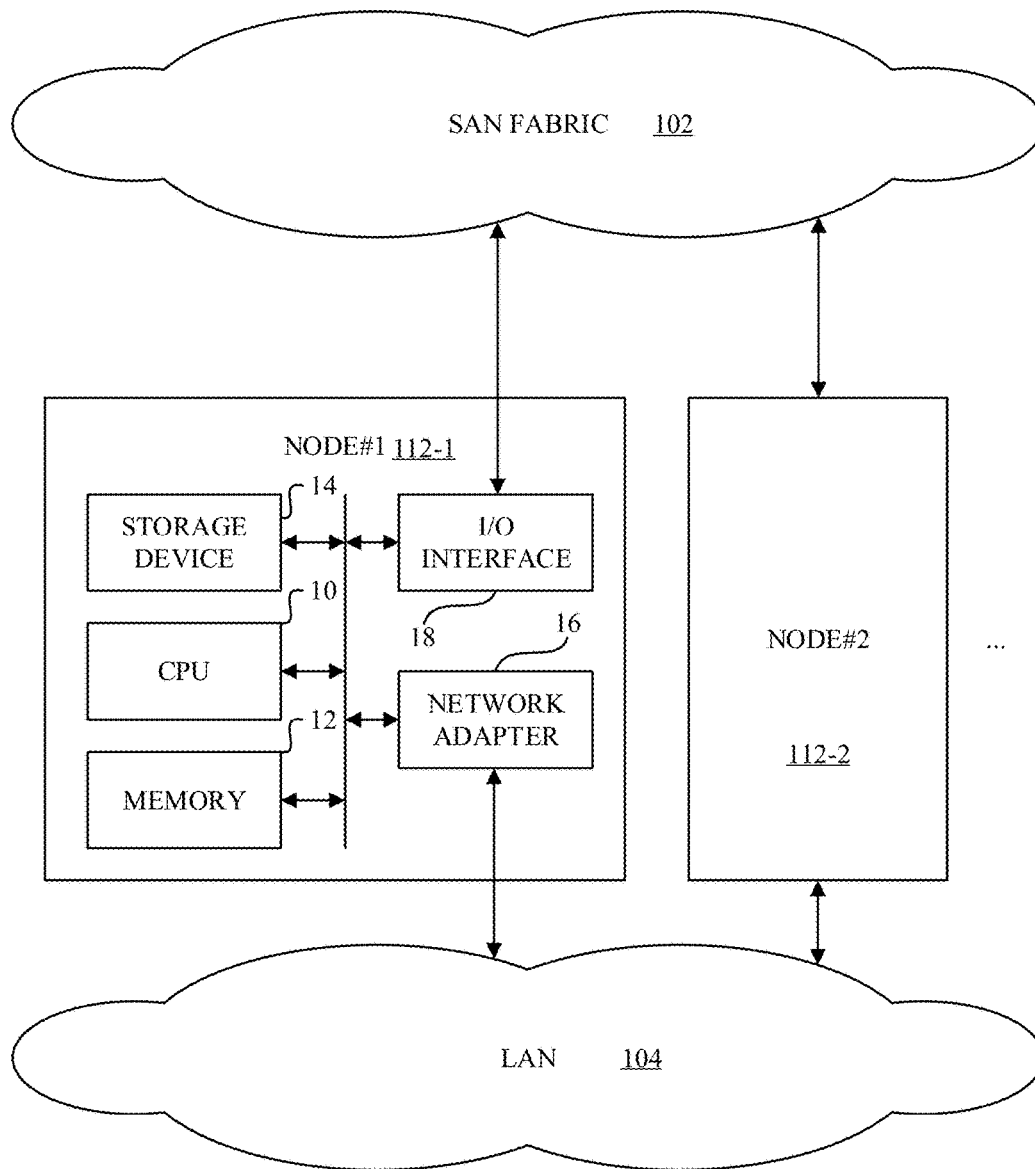 SAN FABRIC 102
NODE#1 112-1
14
STORAGE
DEVICE
I/O
INTERFACE
10
18
16
CPU
NETWORK
ADAPTER
12
MEMORY
NODE#2
112-2
...
LAN 104